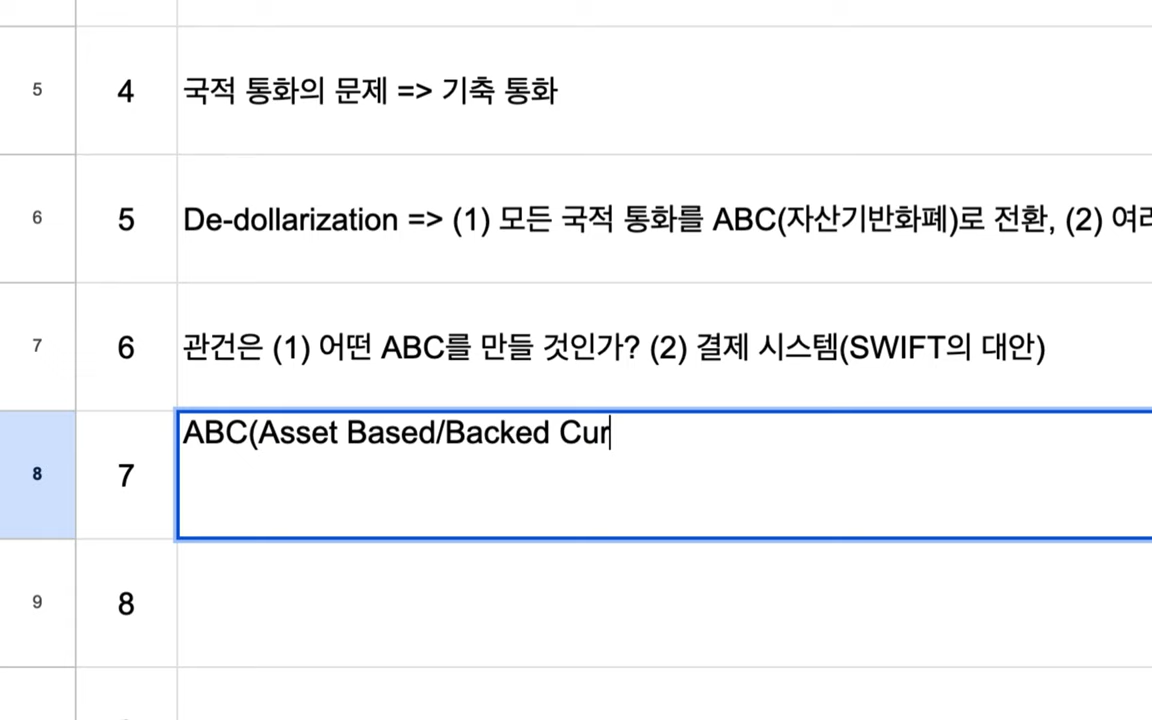 5 4 국적 통화의 문제 => 기축 통화
6 5 De-dollarization => (1) 모든 국적 통화를 ABC(자산기반화폐)로 전환, (2)
7 6 관건은 (1) 어떤 ABC를 만들 것인가? (2) 결제 시스템(SWIFT의 대안)
8 7 ABC(Asset Based/Backed Cur
9 8